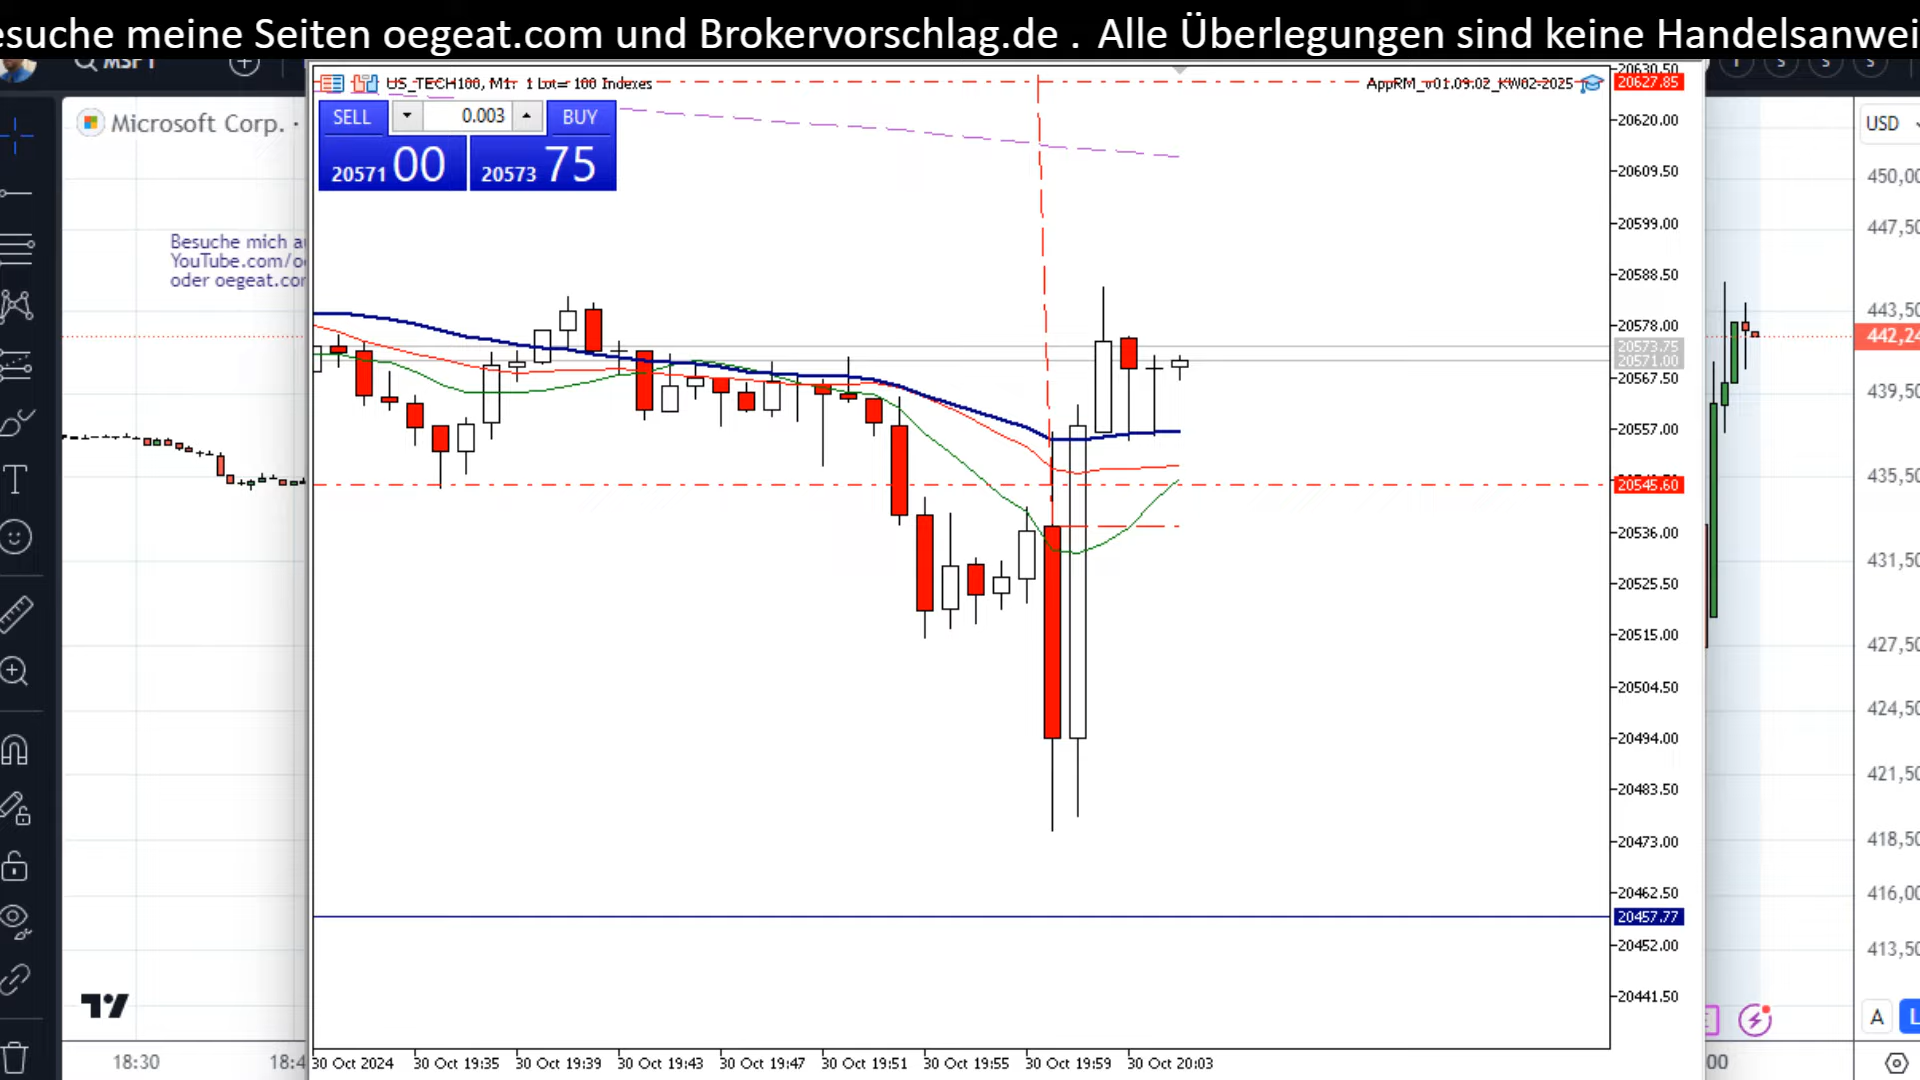 esuche meine Seiten oegeat.com und Brokervorschlag.de . Alle Überlegungen sind keine Handelsanwei
MSFT
Microsoft Corp. ·
Besuche mich a
YouTube.com/o
oder oegeat.co
US_TECH100, M1: 1 Lot= 100 Indexes
AppRM_v01.09.02_KW02-2025
SELL
0.003
BUY
20571 00
20573 75
20630.50
20627.85
20620.00
20609.50
20599.00
20588.50
20578.00
20573.75
20571.00
20567.50
20557.00
20545.60
20536.00
20525.50
20515.00
20504.50
20494.00
20483.50
20473.00
20462.50
20457.77
20452.00
20441.50
USD
450,00
447,50
443,50
442,24
439,50
435,50
431,50
427,50
424,50
421,50
418,50
416,00
413,50
A
L
18:30
18:4
30 Oct 2024
30 Oct 19:35
30 Oct 19:39
30 Oct 19:43
30 Oct 19:47
30 Oct 19:51
30 Oct 19:55
30 Oct 19:59
30 Oct 20:03
:00